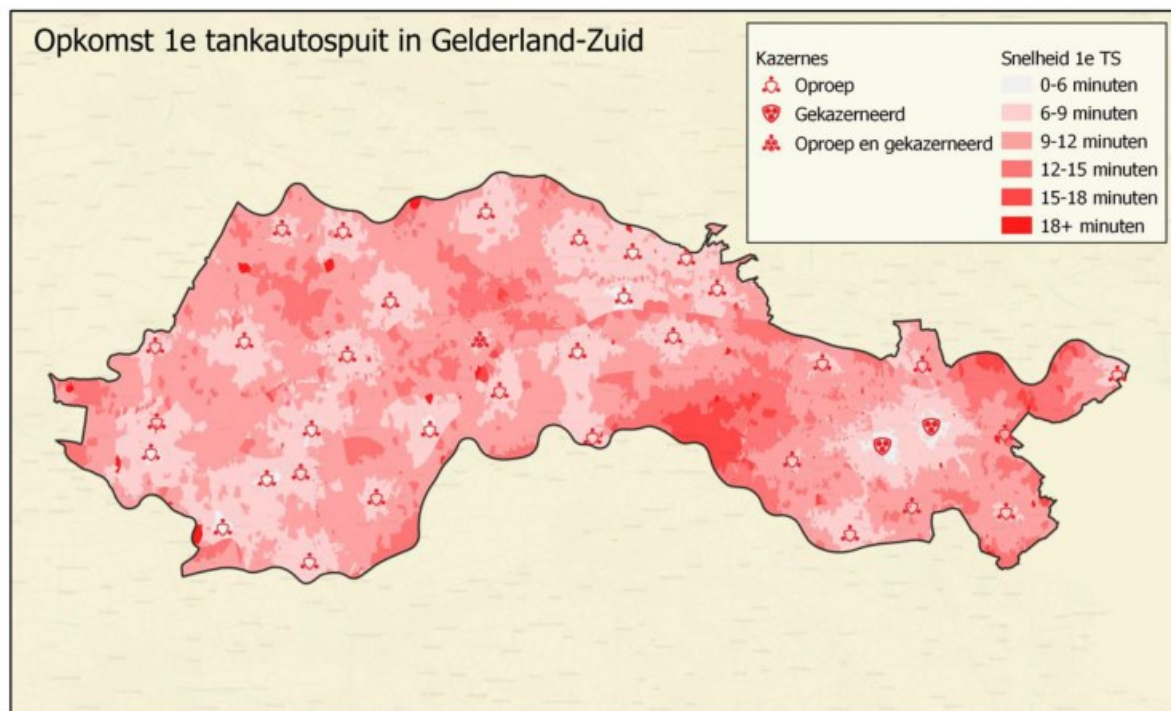 Opkomst 1e tankautospuit in Gelderland-Zuid
Kazernes
Oproep
Gekazerneerd
Oproep en gekazerneerd
Snelheid 1e TS
0-6 minuten
6-9 minuten
9-12 minuten
12-15 minuten
15-18 minuten
18+ minuten